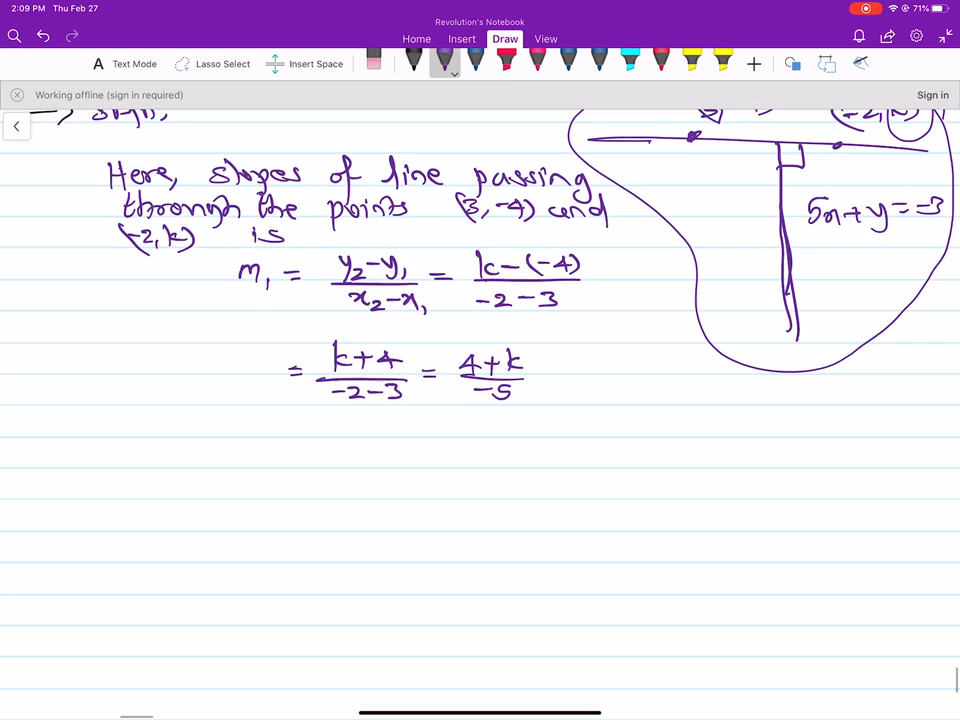 2:09 PM Thu Feb 27
71%
Revolution's Notebook
Home Insert Draw View
A Text Mode Lasso Select Insert Space
Working offline (sign in required) Sign in
(-2, k)
Here, slopes of line passing
through the points (3, -4) and
(-2, k) is
5x + y = -3
m₁ = y₂-y₁/x₂-x₁ = k-(-4)/-2-3
= k+4/-2-3 = 4+k/-5